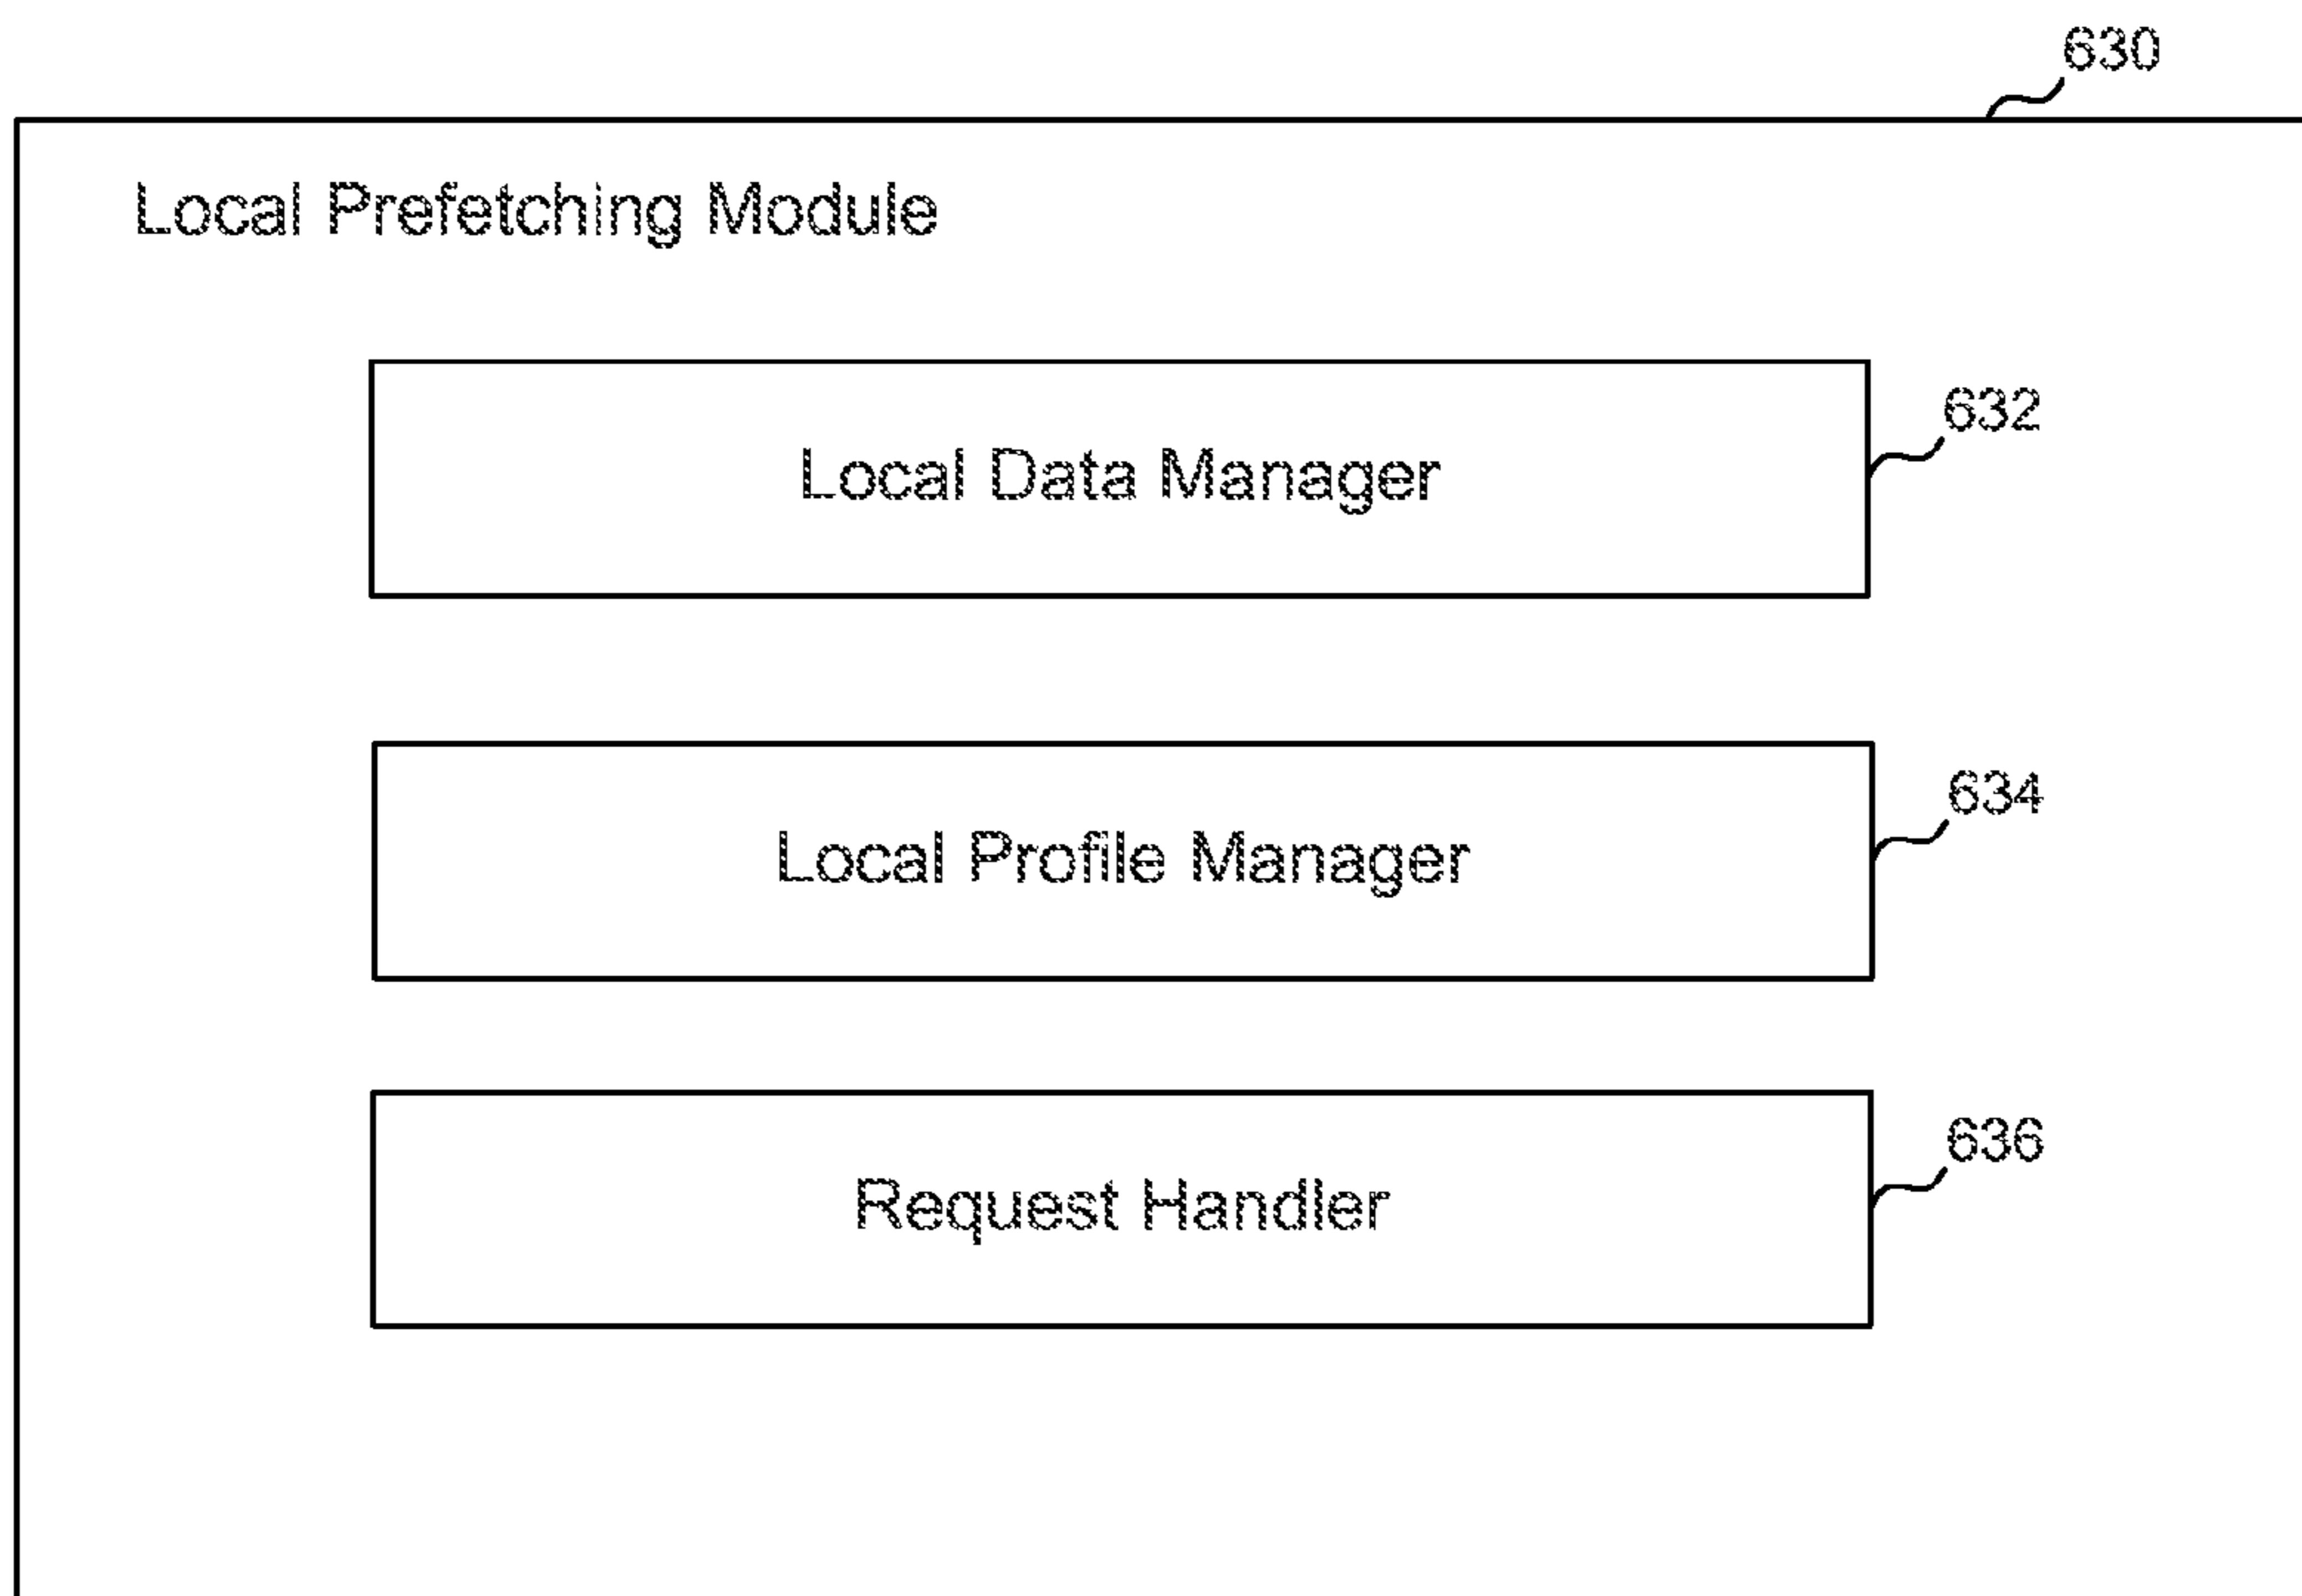 630
Local Prefetching Module
632
Local Data Manager
634
Local Profile Manager
636
Request Handler